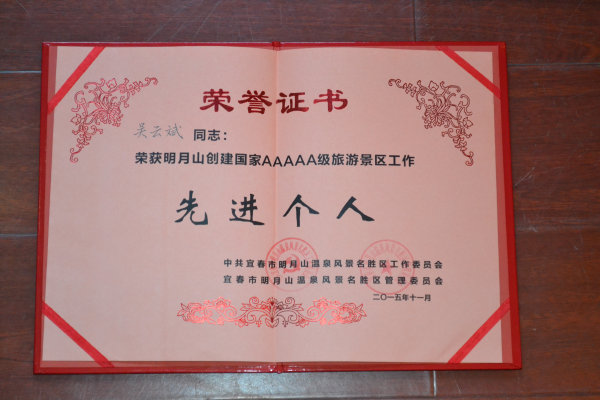 荣誉证书
吴云斌 同志：
荣获明月山创建国家AAAAA级旅游景区工作
先进个人
中共宜春市明月山温泉风景名胜区工作委员会
宜春市明月山温泉风景名胜区管理委员会
二〇一五年十一月